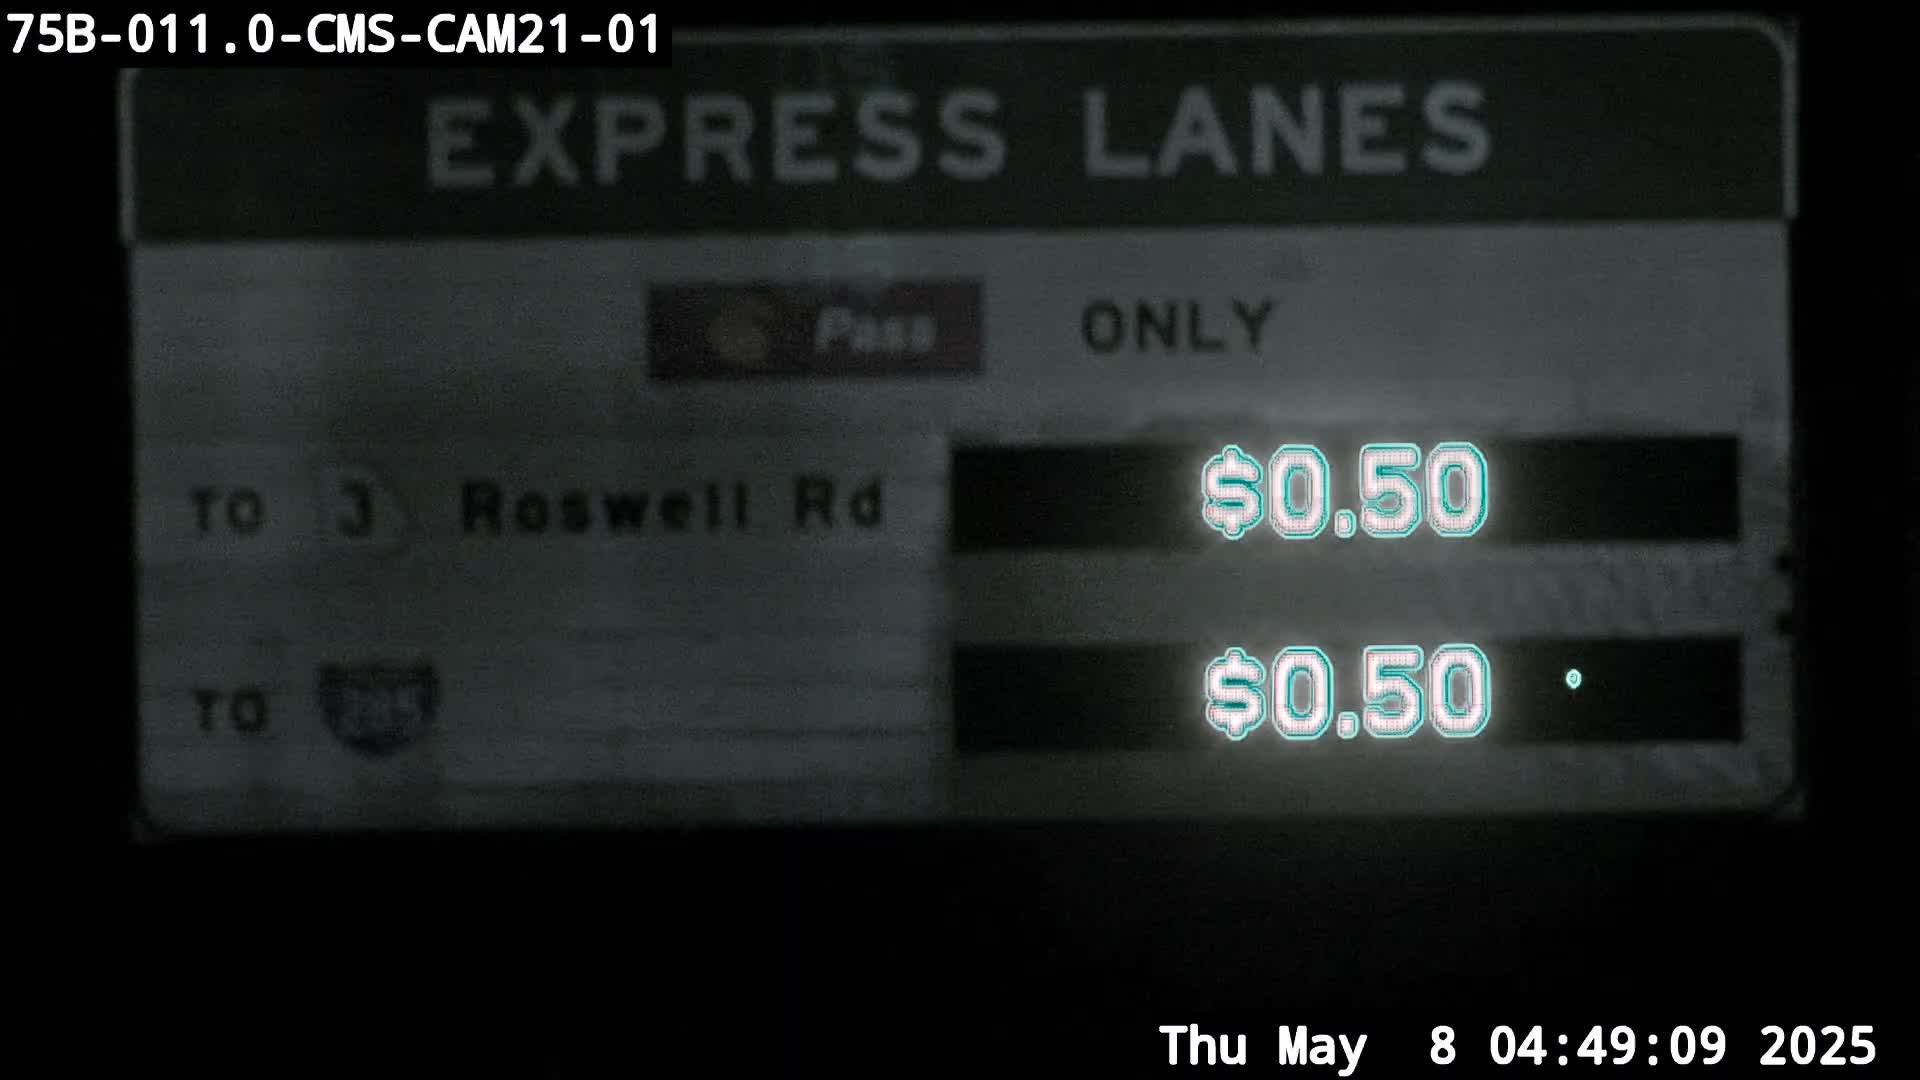 75B-011.0-CMS-CAM21-01
EXPRESS LANES
Pass ONLY
TO 3 Roswell Rd $0.50
TO $0.50
Thu May 8 04:49:09 2025